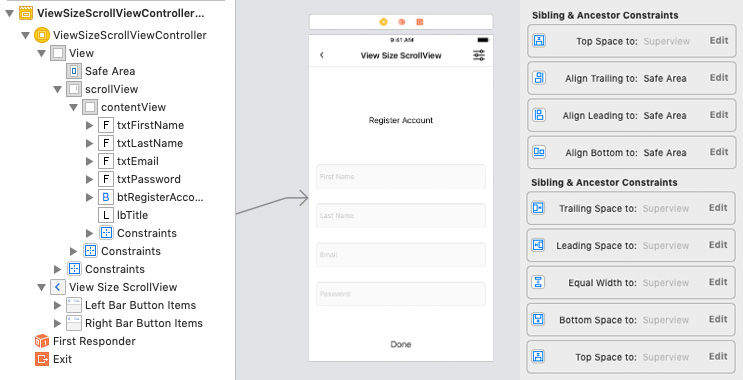 ViewSizeScrollViewController...
ViewSizeScrollViewController
View
Safe Area
scrollView
contentView
F txtFirstName
F txtLastName
F txtEmail
F txtPassword
B btRegisterAcco...
L lbTitle
Constraints
Constraints
Constraints
View Size ScrollView
Left Bar Button Items
Right Bar Button Items
First Responder
Exit
9:41 AM
View Size ScrollView
Register Account
First Name
Last Name
Email
Password
Done
Sibling & Ancestor Constraints
Top Space to: Superview Edit
Align Trailing to: Safe Area Edit
Align Leading to: Safe Area Edit
Align Bottom to: Safe Area Edit
Sibling & Ancestor Constraints
Trailing Space to: Superview Edit
Leading Space to: Superview Edit
Equal Width to: Superview Edit
Bottom Space to: Superview Edit
Top Space to: Superview Edit